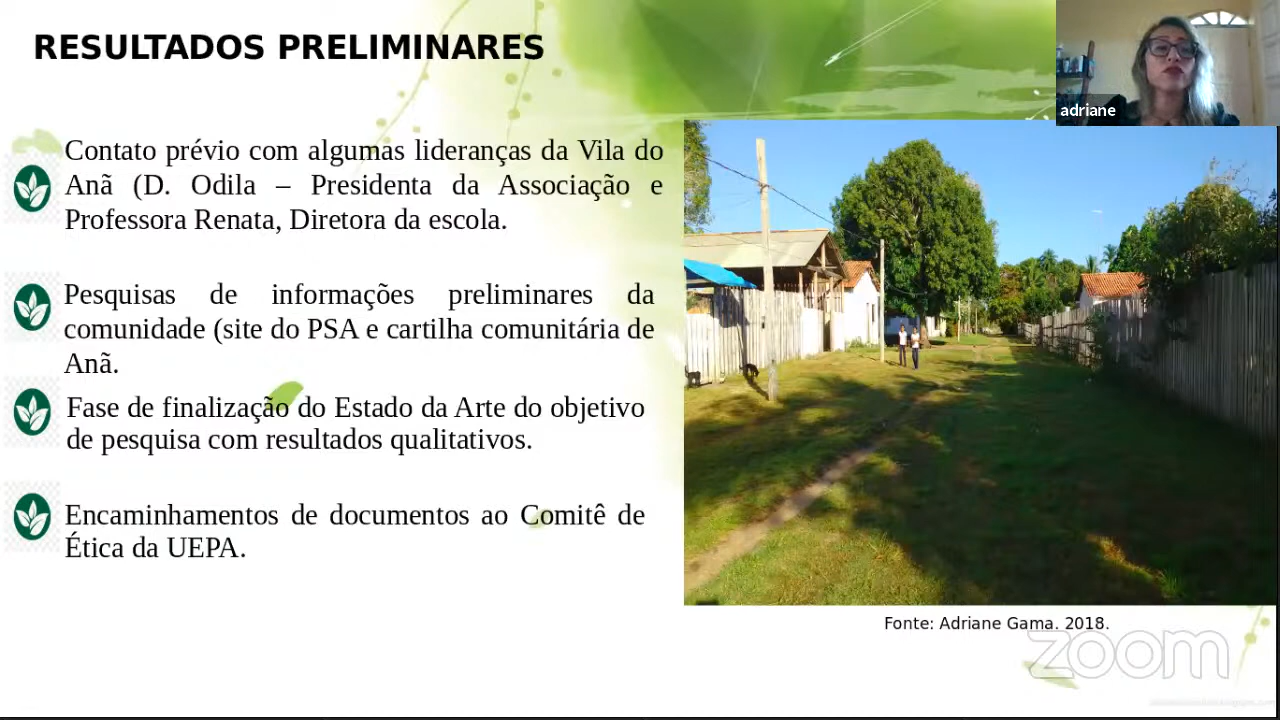 RESULTADOS PRELIMINARES
adriane
Contato prévio com algumas lideranças da Vila do
Anã (D. Odila – Presidenta da Associação e
Professora Renata, Diretora da escola.
Pesquisas de informações preliminares da
comunidade (site do PSA e cartilha comunitária de
Anã.
Fase de finalização do Estado da Arte do objetivo
de pesquisa com resultados qualitativos.
Encaminhamentos de documentos ao Comitê de
Ética da UEPA.
Fonte: Adriane Gama. 2018.
zoom